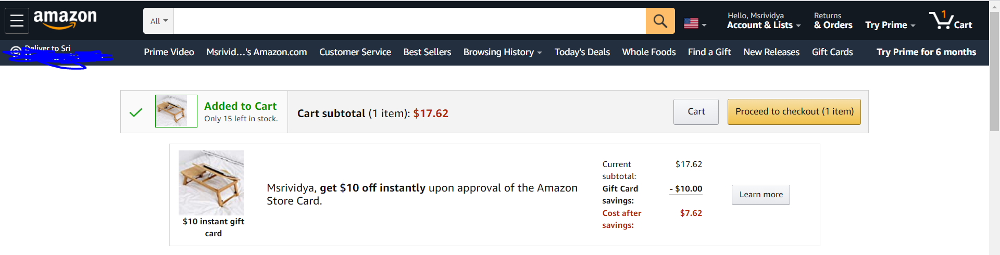 amazon
All
Hello, Msrividya
Account & Lists
Returns
& Orders
Try Prime
1
Cart
Deliver to Sri
Prime Video
Msrivid...'s Amazon.com
Customer Service
Best Sellers
Browsing History
Today's Deals
Whole Foods
Find a Gift
New Releases
Gift Cards
Try Prime for 6 months
Added to Cart
Only 15 left in stock.
Cart subtotal (1 item): $17.62
Cart
Proceed to checkout (1 item)
$10 instant gift
card
Msrividya, get $10 off instantly upon approval of the Amazon
Store Card.
Current $17.62
subtotal:
Gift Card - $10.00
savings:
Cost after $7.62
savings:
Learn more